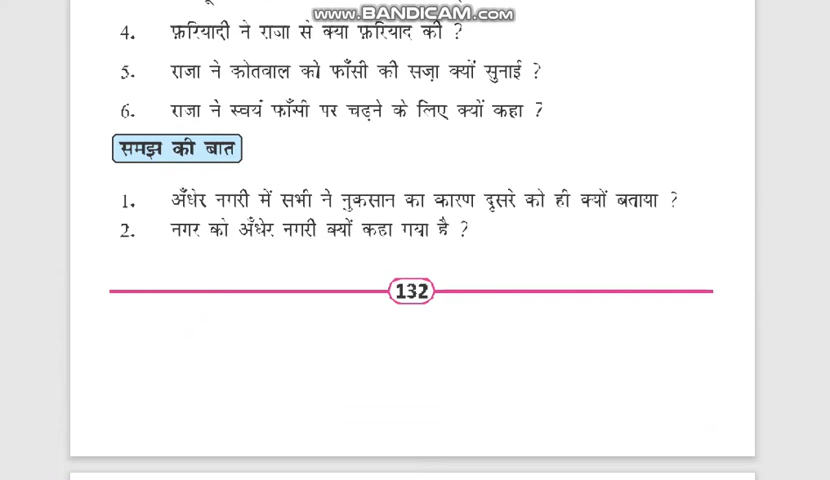 www.BANDICAM.com
4. फ़रियादी ने राजा से क्या फ़रियाद की ?
5. राजा ने कोतवाल को फाँसी की सज़ा क्यों सुनाई ?
6. राजा ने स्वयं फाँसी पर चढ़ने के लिए क्यों कहा ?
समझ की बात
1. अँधेर नगरी में सभी ने नुकसान का कारण दूसरे को ही क्यों बताया ?
2. नगर को अँधेर नगरी क्यों कहा गया है ?
132